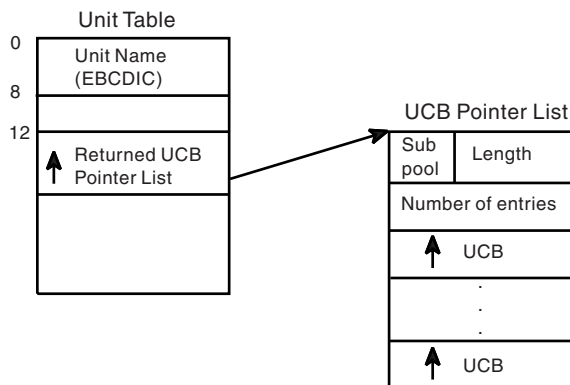 Unit Table
0
Unit Name
(EBCDIC)
8
12
Returned UCB
Pointer List
UCB Pointer List
Sub
pool
Length
Number of entries
UCB
.
.
.
UCB